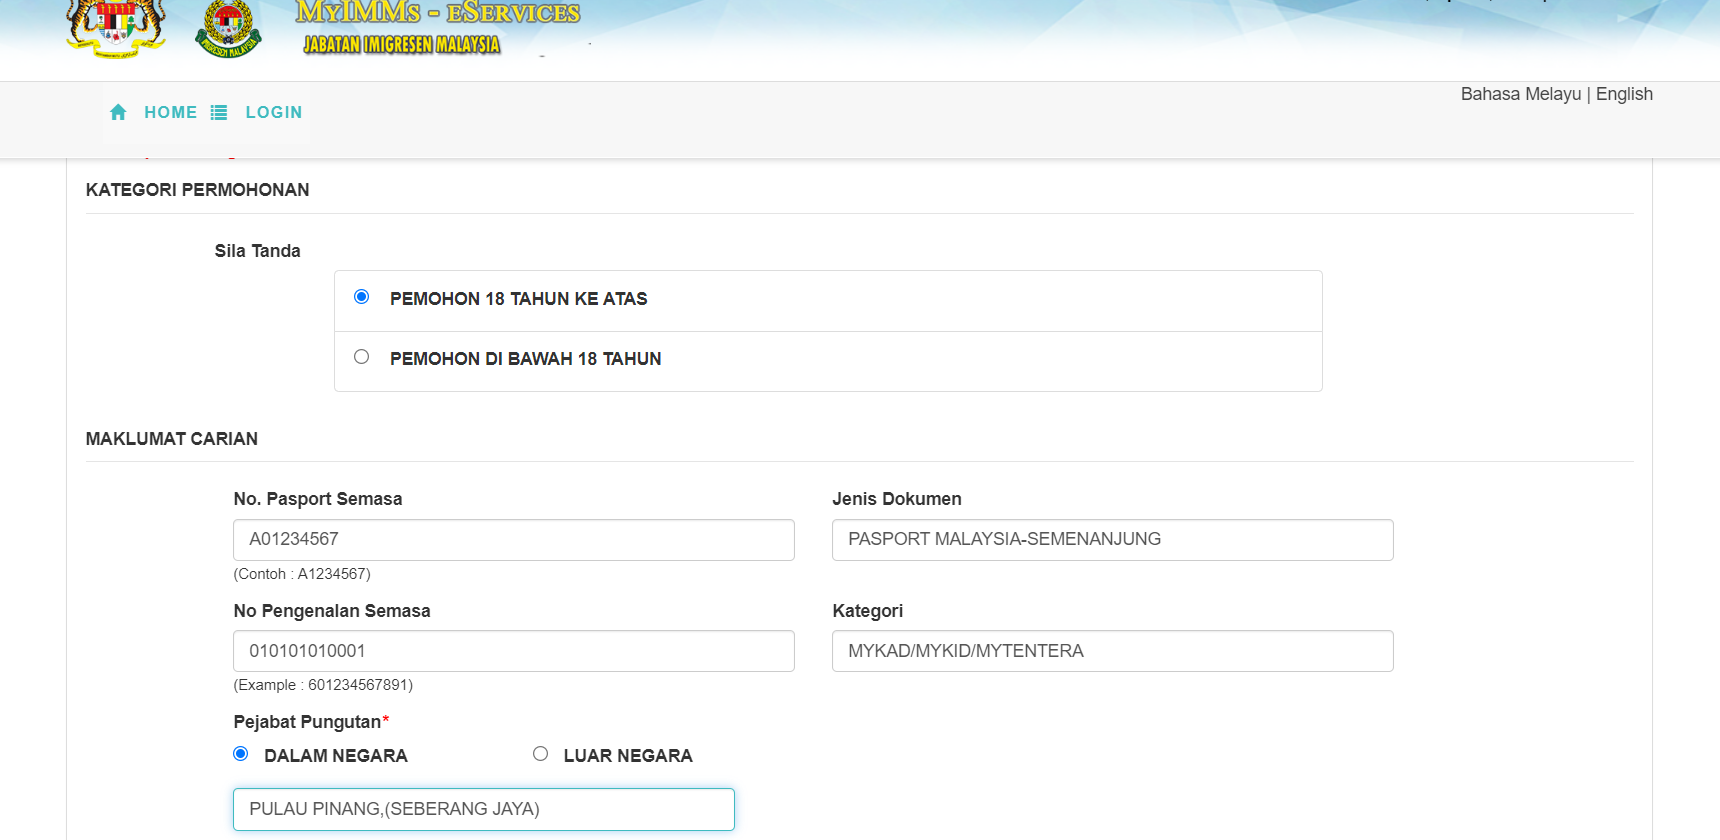 MyIMMs - eServices
JABATAN IMIGRESEN MALAYSIA
Bahasa Melayu | English
HOME LOGIN
KATEGORI PERMOHONAN
Sila Tanda
PEMOHON 18 TAHUN KE ATAS
PEMOHON DI BAWAH 18 TAHUN
MAKLUMAT CARIAN
No. Pasport Semasa
Jenis Dokumen
A01234567
PASPORT MALAYSIA-SEMENANJUNG
(Contoh : A1234567)
No Pengenalan Semasa
Kategori
010101010001
MYKAD/MYKID/MYTENTERA
(Example : 601234567891)
Pejabat Pungutan*
DALAM NEGARA
LUAR NEGARA
PULAU PINANG,(SEBERANG JAYA)